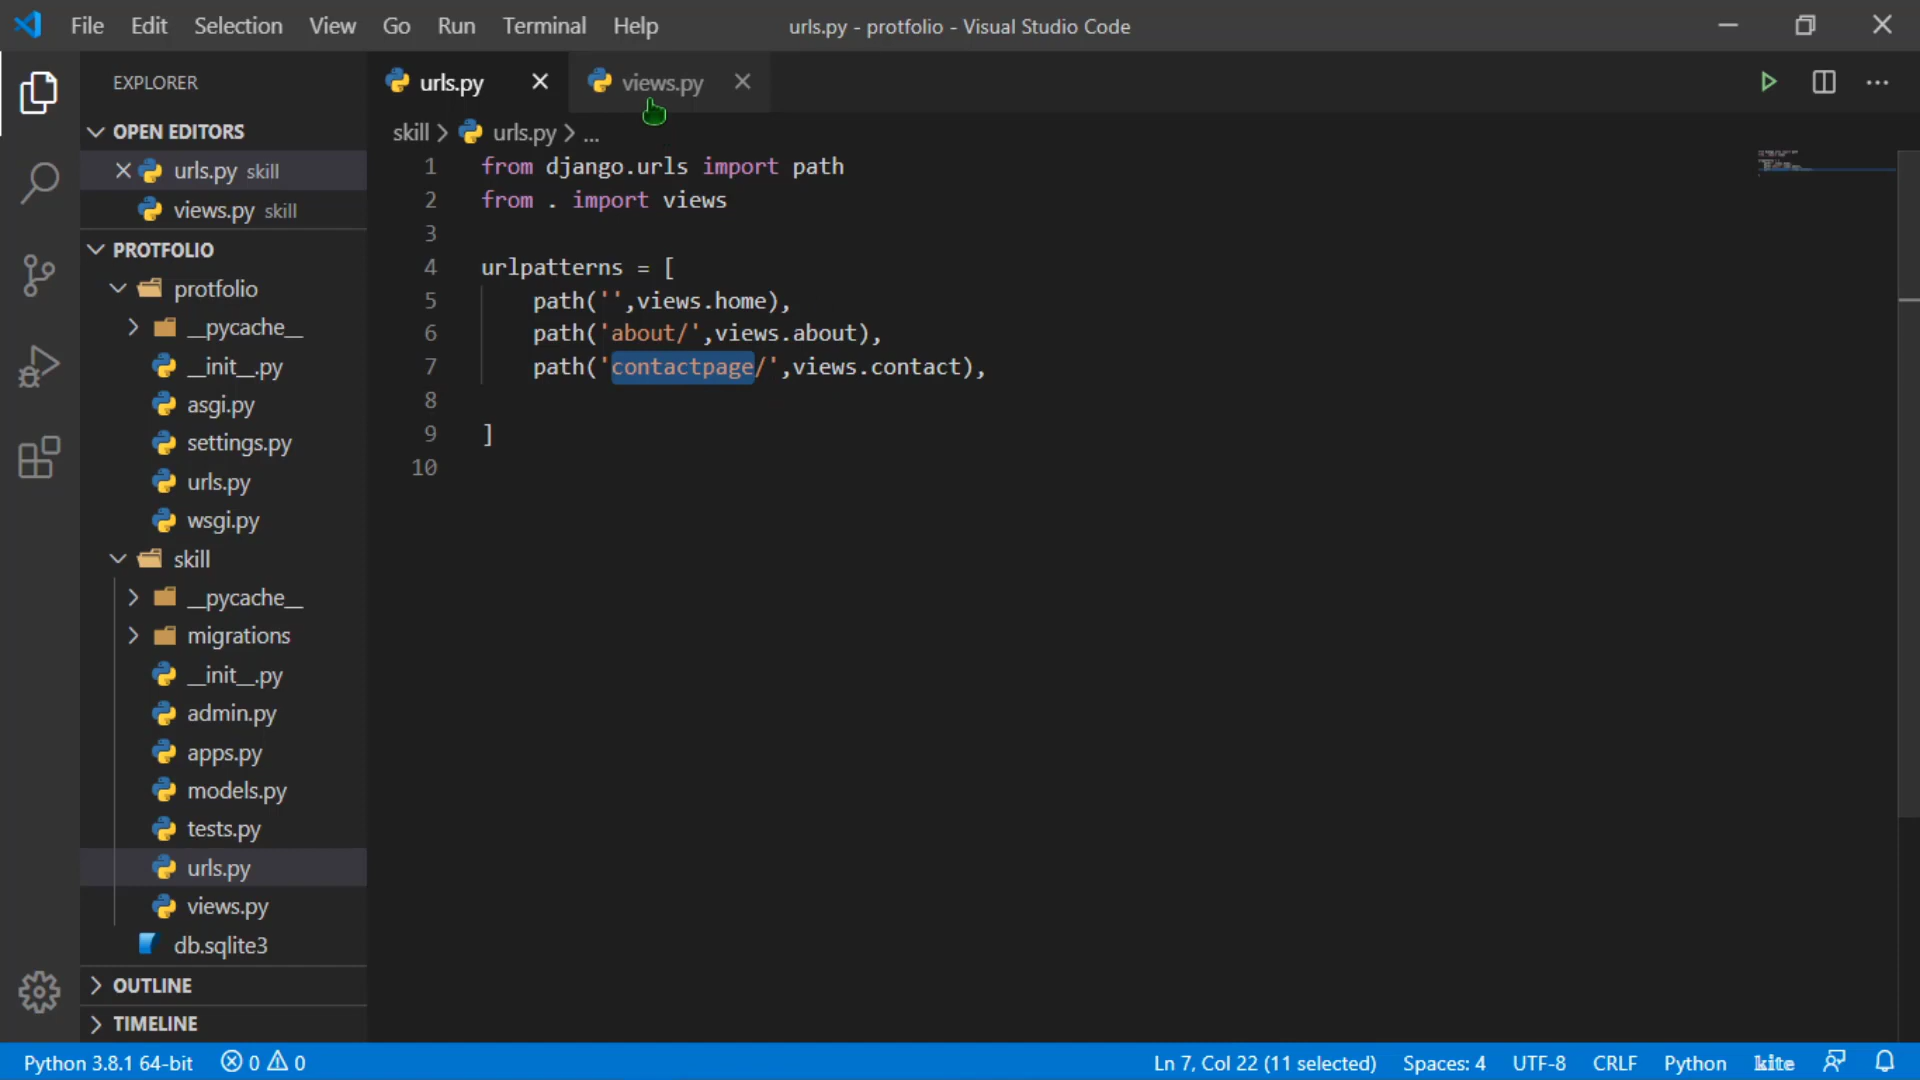 File Edit Selection View Go Run Terminal Help urls.py - protfolio - Visual Studio Code
EXPLORER
OPEN EDITORS
urls.py skill
views.py skill
PROTFOLIO
protfolio
__pycache__
__init__.py
asgi.py
settings.py
urls.py
wsgi.py
skill
__pycache__
migrations
__init__.py
admin.py
apps.py
models.py
tests.py
urls.py
views.py
db.sqlite3
OUTLINE
TIMELINE
urls.py views.py
skill > urls.py > ...
1 from django.urls import path
2 from . import views
3
4 urlpatterns = [
5 path('',views.home),
6 path('about/',views.about),
7 path('contactpage/',views.contact),
8
9 ]
10
Python 3.8.1 64-bit 0 0 Ln 7, Col 22 (11 selected) Spaces: 4 UTF-8 CRLF Python kite